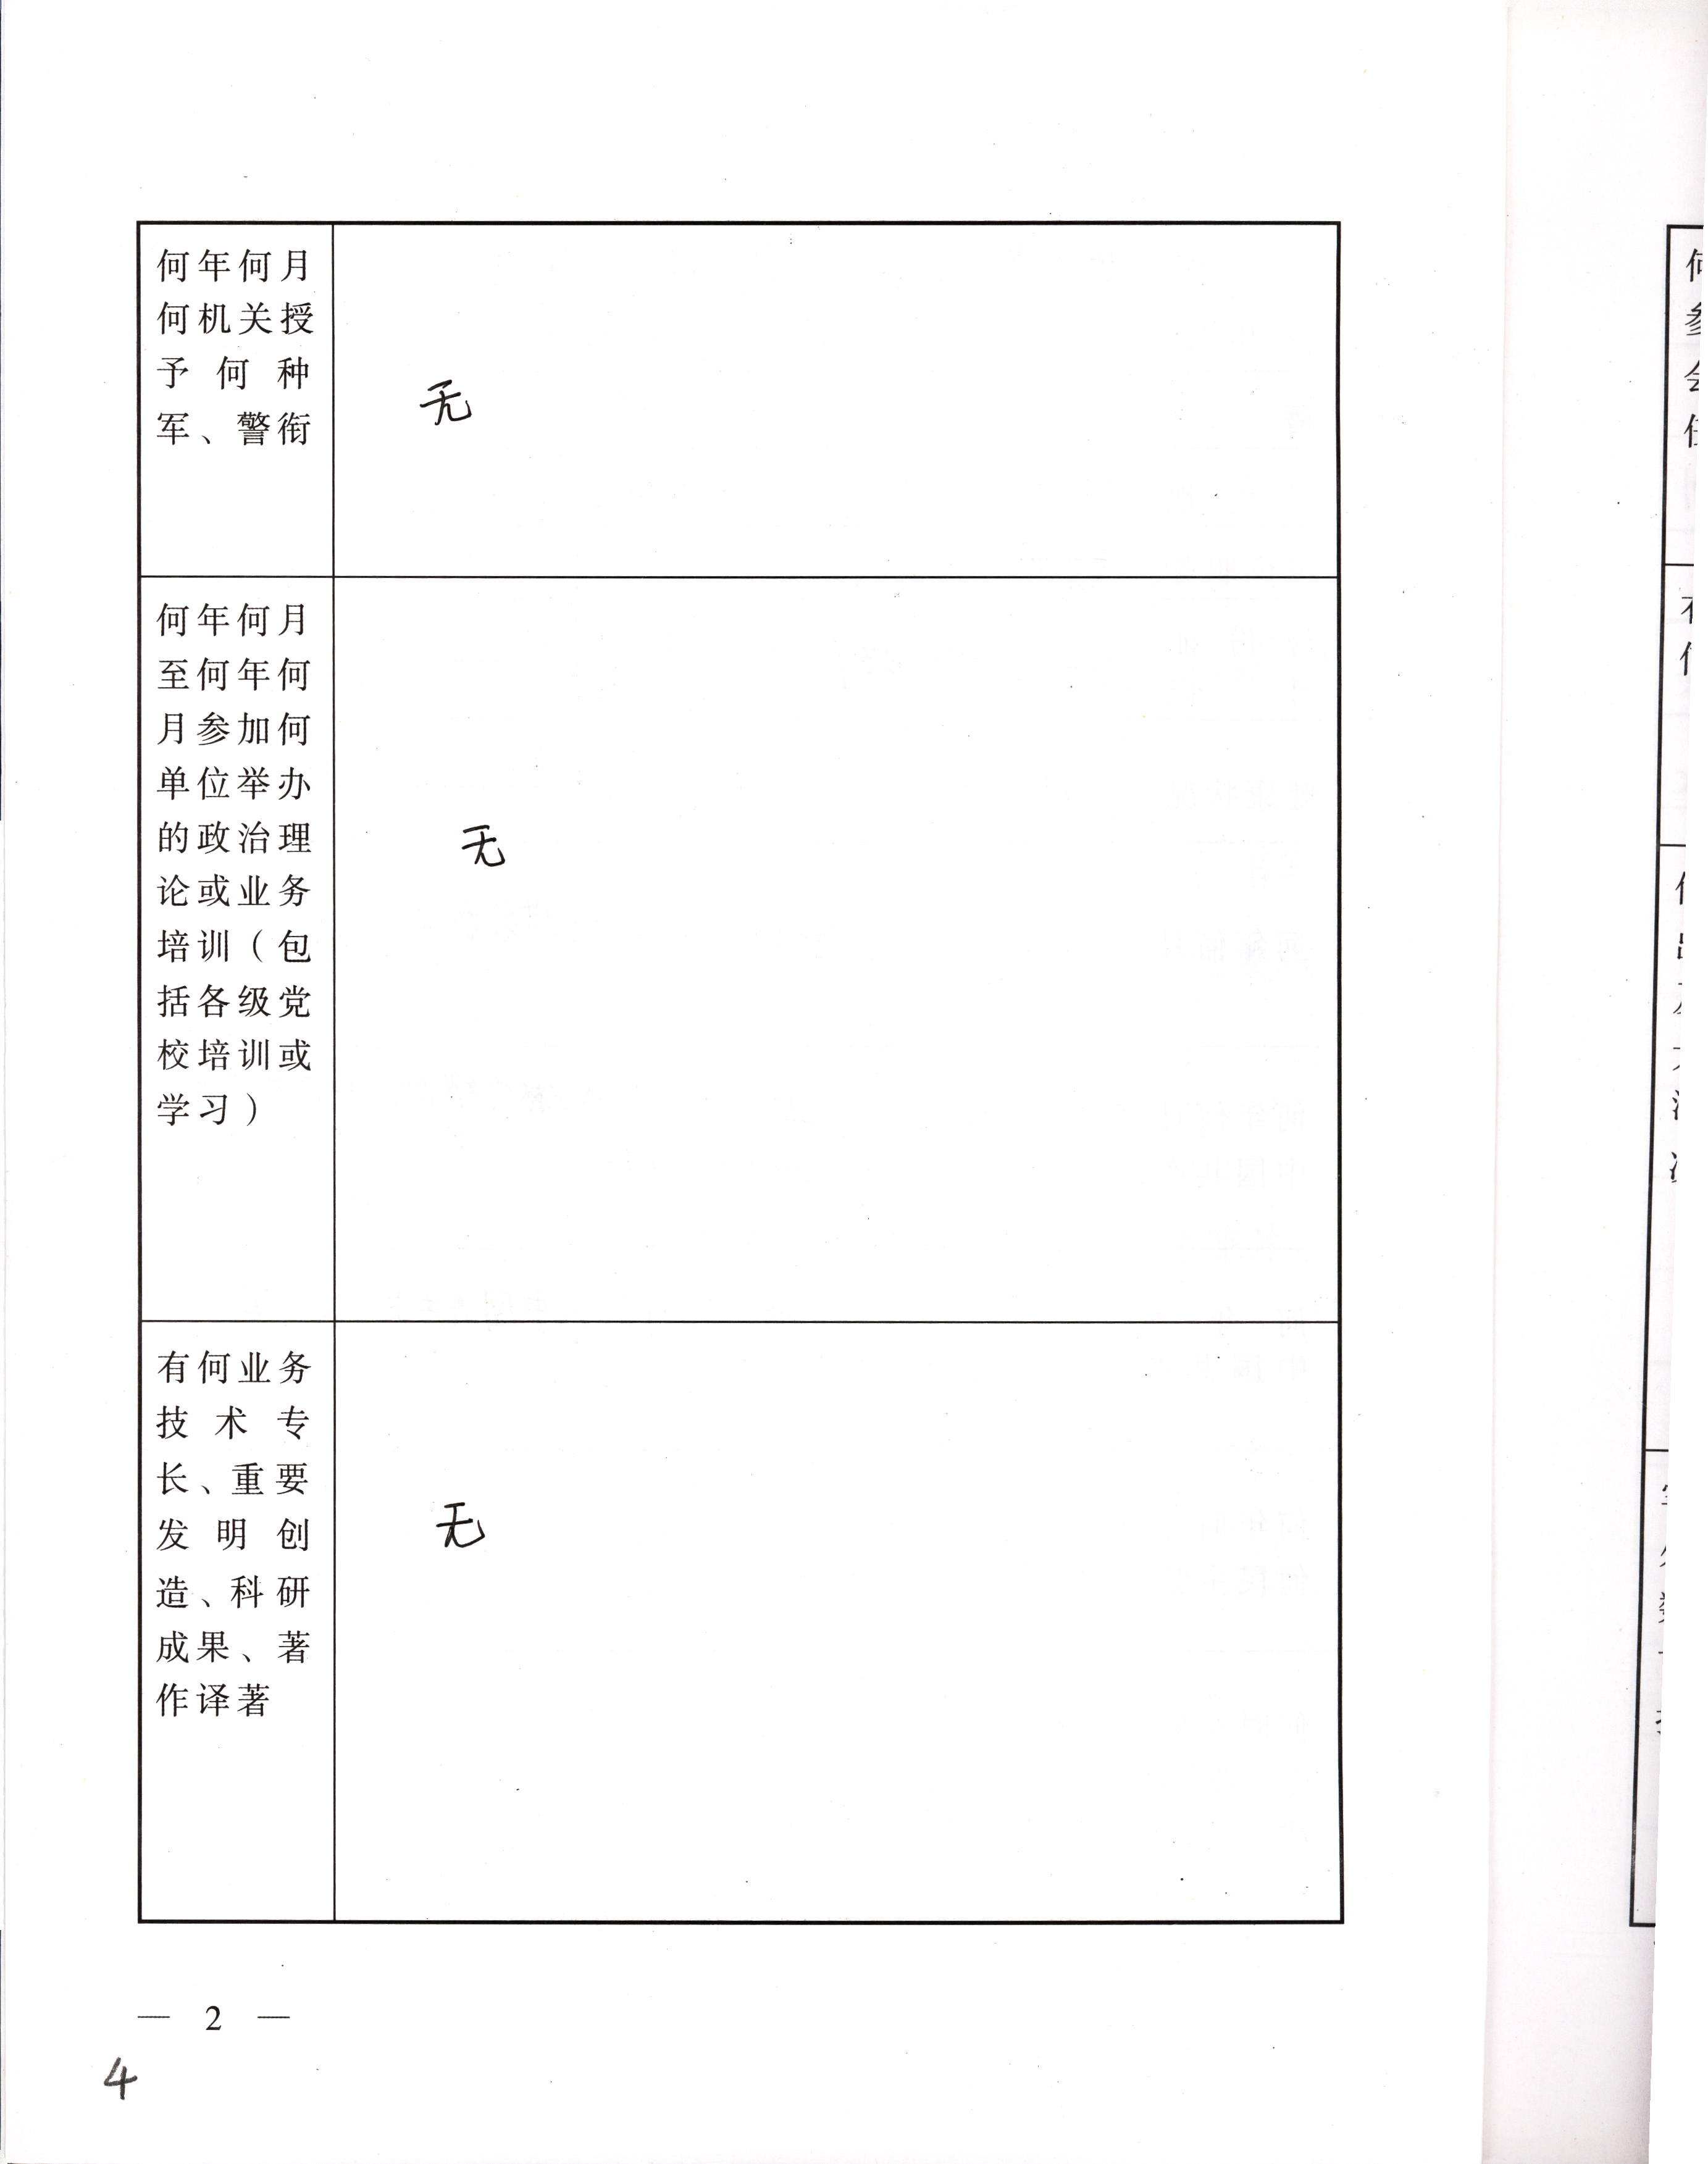 何年何月
何机关授
予何种
军、警衔
无
何年何月
至何年何
月参加何
单位举办
的政治理
论或业务
培训（包
括各级党
校培训或
学习）
无
有何业务
技术专
长、重要
发明创
造、科研
成果、著
作译著
无
— 2 —
4